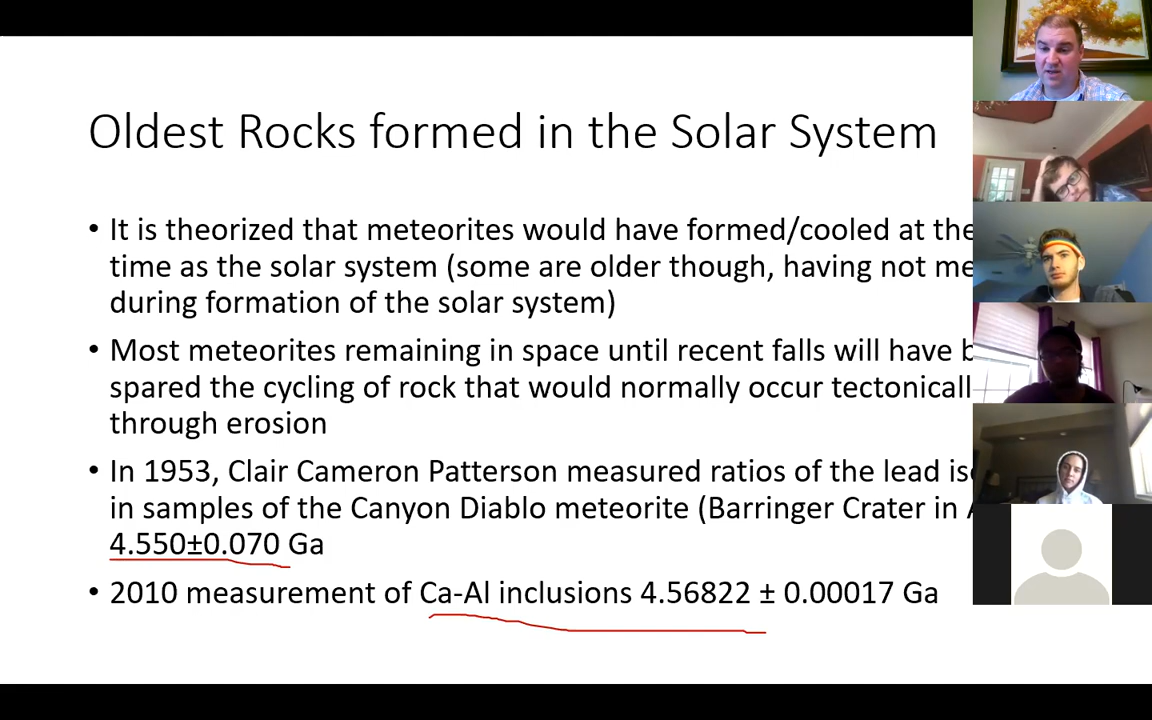 Oldest Rocks formed in the Solar System
• It is theorized that meteorites would have formed/cooled at the
time as the solar system (some are older though, having not me
during formation of the solar system)
• Most meteorites remaining in space until recent falls will have b
spared the cycling of rock that would normally occur tectonicall
through erosion
• In 1953, Clair Cameron Patterson measured ratios of the lead is
in samples of the Canyon Diablo meteorite (Barringer Crater in A
4.550±0.070 Ga
• 2010 measurement of Ca-Al inclusions 4.56822 ± 0.00017 Ga